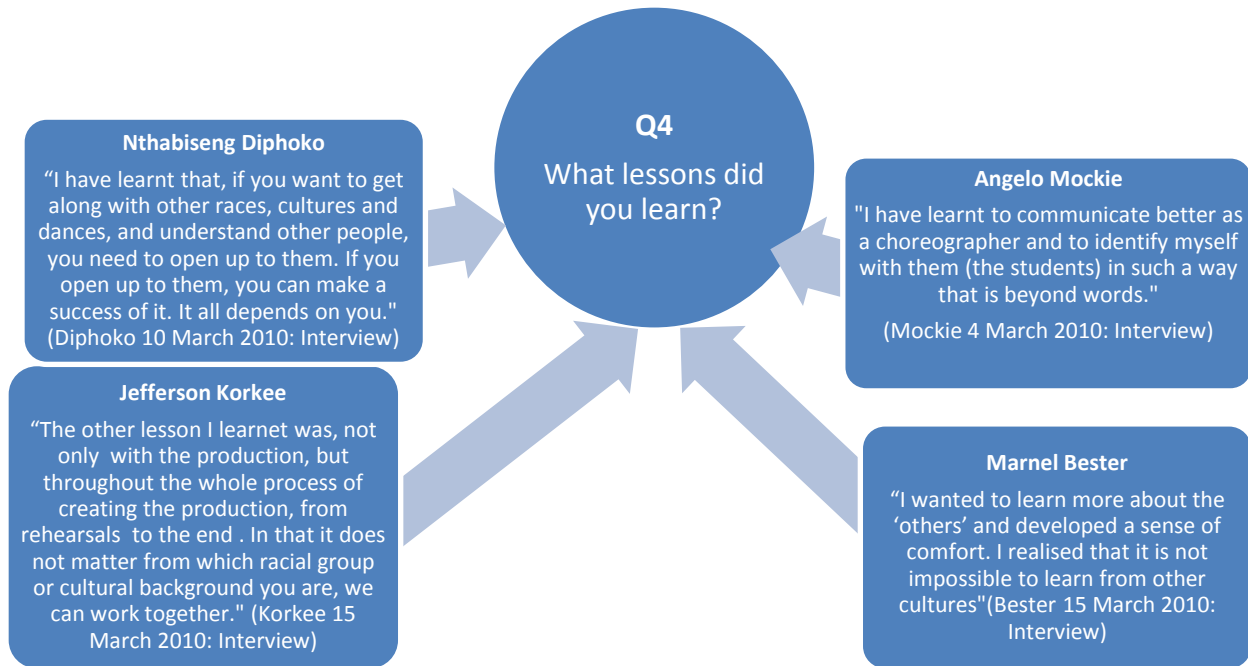 Q4
What lessons did
you learn?
Nthabiseng Diphoko
“I have learnt that, if you want to get
along with other races, cultures and
dances, and understand other people,
you need to open up to them. If you
open up to them, you can make a
success of it. It all depends on you."
(Diphoko 10 March 2010: Interview)
Jefferson Korkee
“The other lesson I learnet was, not
only with the production, but
throughout the whole process of
creating the production, from
rehearsals to the end . In that it does
not matter from which racial group
or cultural background you are, we
can work together." (Korkee 15
March 2010: Interview)
Angelo Mockie
"I have learnt to communicate better as
a choreographer and to identify myself
with them (the students) in such a way
that is beyond words."
(Mockie 4 March 2010: Interview)
Marnel Bester
“I wanted to learn more about the
‘others’ and developed a sense of
comfort. I realised that it is not
impossible to learn from other
cultures"(Bester 15 March 2010:
Interview)